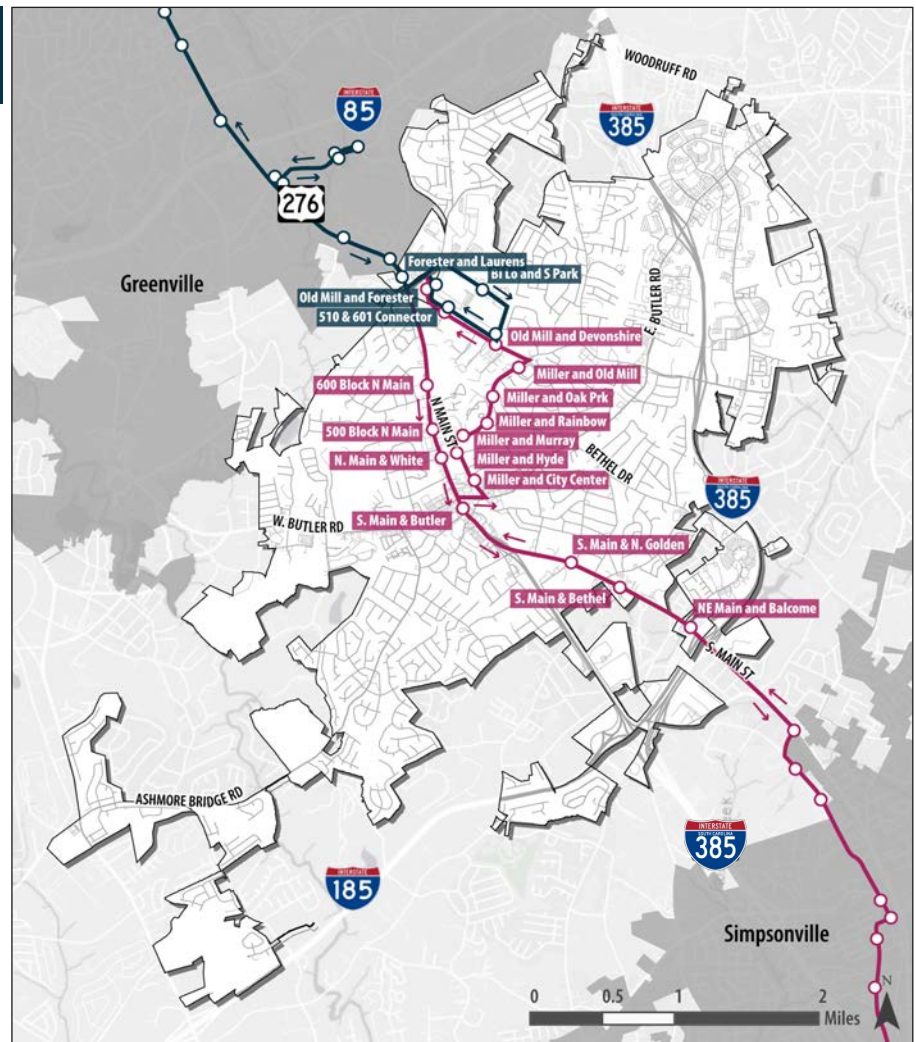 WOODRUFF RD
INTERSTATE
85
INTERSTATE
385
276
Greenville
Forester and Laurens
BI LO and S Park
Old Mill and Forester
510 & 601 Connector
E. BUTLER RD
Old Mill and Devonshire
Miller and Old Mill
600 Block N Main
Miller and Oak Prk
N MAIN ST
Miller and Rainbow
500 Block N Main
Miller and Murray
N. Main & White
Miller and Hyde
BETHEL DR
Miller and City Center
INTERSTATE
385
S. Main & Butler
W. BUTLER RD
S. Main & N. Golden
S. Main & Bethel
NE Main and Balcome
S. MAIN ST
ASHMORE BRIDGE RD
INTERSTATE
SOUTH CAROLINA
385
INTERSTATE
185
Simpsonville
N
0 0.5 1 2
Miles